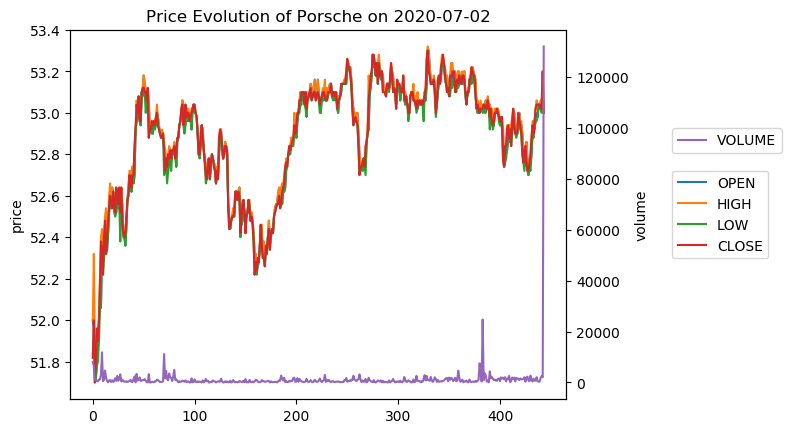 Price Evolution of Porsche on 2020-07-02
53.4
53.2
53.0
52.8
52.6
52.4
52.2
52.0
51.8
price
0
100
200
300
400
120000
100000
80000
60000
40000
20000
0
volume
VOLUME
OPEN
HIGH
LOW
CLOSE